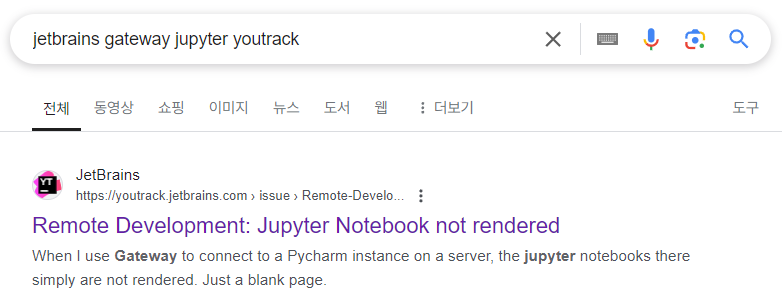 jetbrains gateway jupyter youtrack
전체 동영상 쇼핑 이미지 뉴스 도서 웹 더보기 도구
YT
JetBrains
https://youtrack.jetbrains.com › issue › Remote-Develo...
Remote Development: Jupyter Notebook not rendered
When I use Gateway to connect to a Pycharm instance on a server, the jupyter notebooks there
simply are not rendered. Just a blank page.